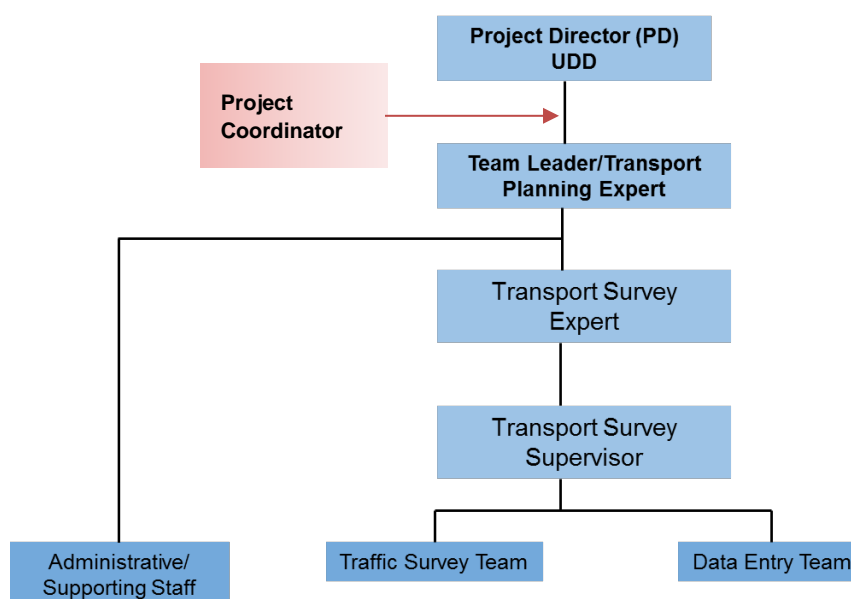 Project Director (PD)
UDD
Project
Coordinator
Team Leader/Transport
Planning Expert
Transport Survey
Expert
Transport Survey
Supervisor
Administrative/
Supporting Staff
Traffic Survey Team
Data Entry Team